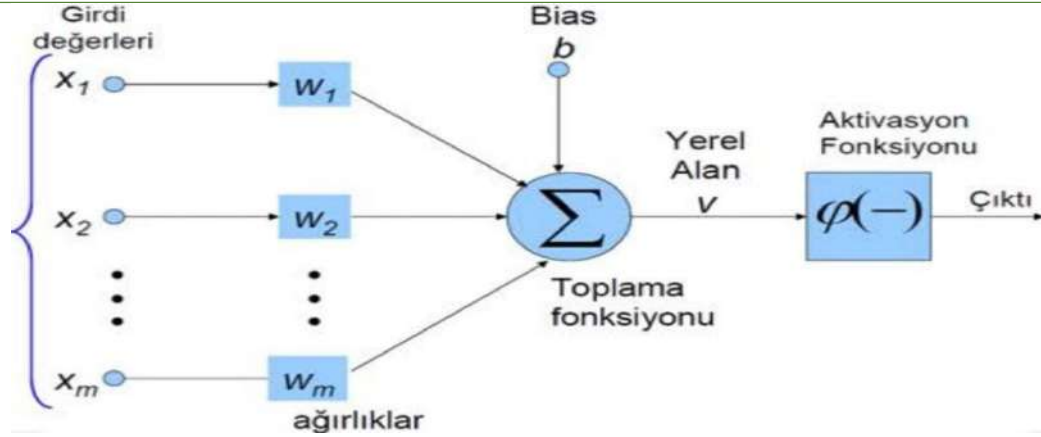 Girdi
değerleri
Bias
b
x₁
w₁
Yerel
Alan
v
Aktivasyon
Fonksiyonu
x₂
w₂
∑
φ(−)
Çıktı
Toplama
fonksiyonu
xₘ
wₘ
ağırlıklar